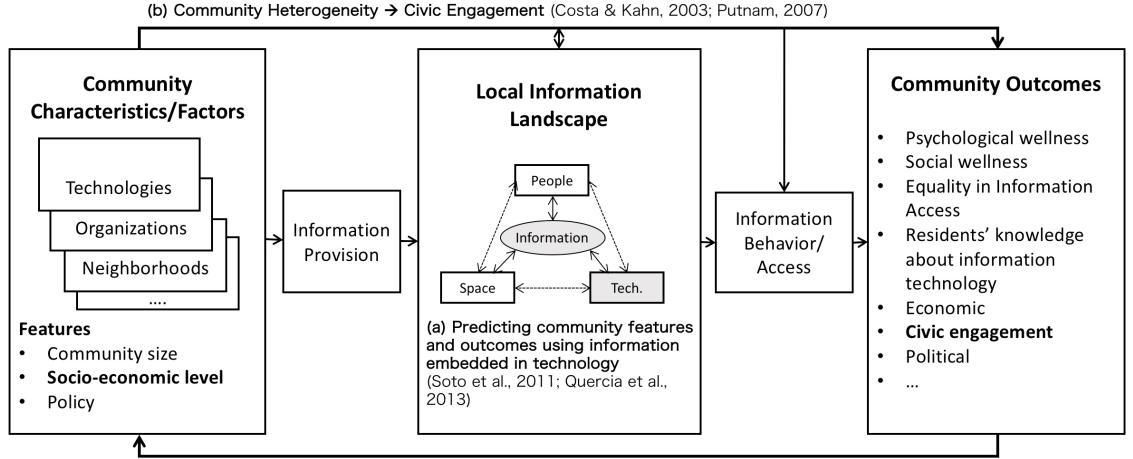 (b) Community Heterogeneity → Civic Engagement (Costa & Kahn, 2003; Putnam, 2007)
Community
Characteristics/Factors
Technologies
Organizations
Neighborhoods
....
Features
• Community size
• Socio-economic level
• Policy
Information
Provision
Local Information
Landscape
People
Information
Space
Tech.
(a) Predicting community features
and outcomes using information
embedded in technology
(Soto et al., 2011; Quercia et al.,
2013)
Information
Behavior/
Access
Community Outcomes
• Psychological wellness
• Social wellness
• Equality in Information
Access
• Residents’ knowledge
about information
technology
• Economic
• Civic engagement
• Political
• ...